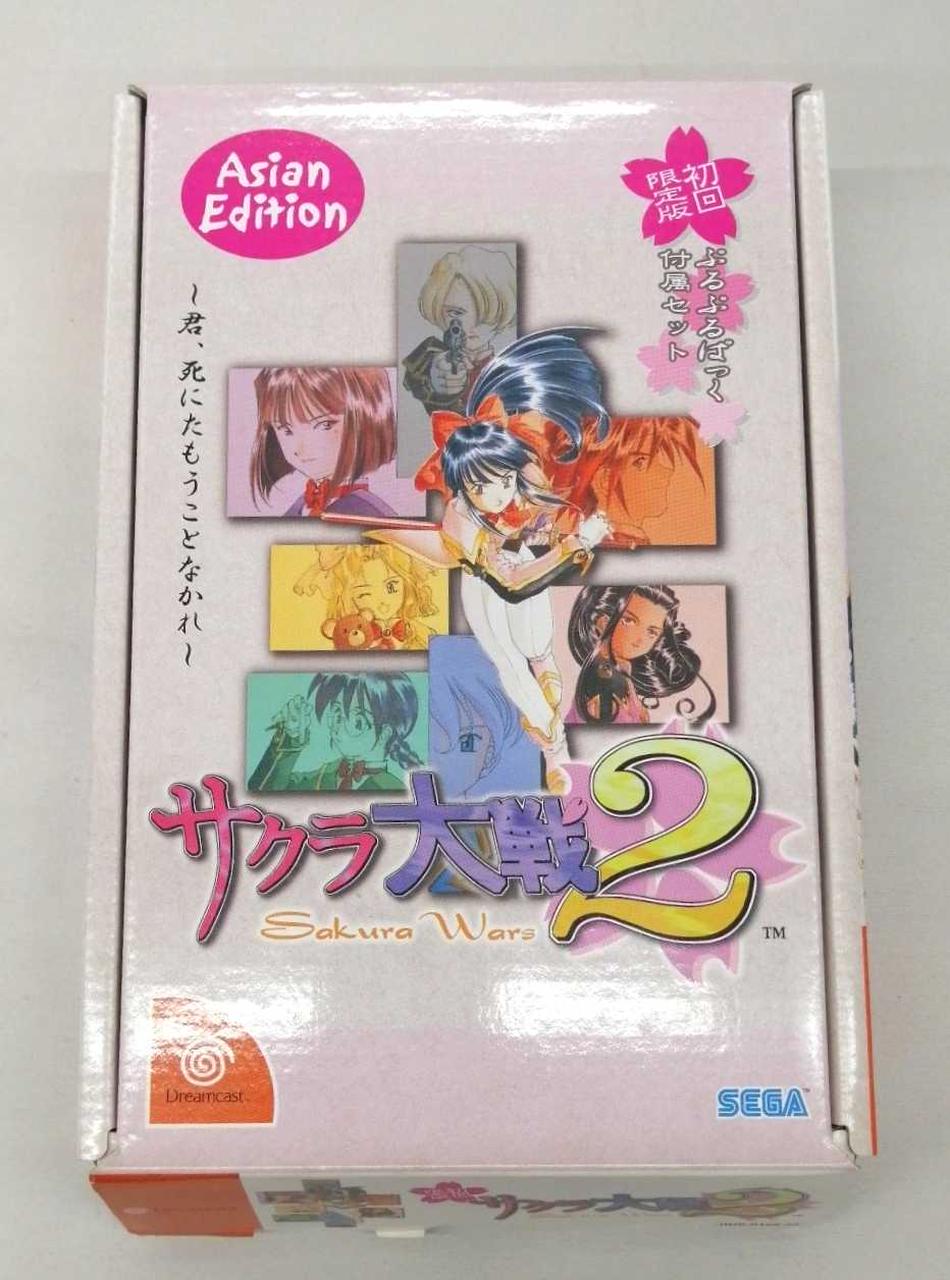 Asian
Edition
初回
限定版
ぷるぷるぱっく
付属セット
~君、死にたもうことなかれ~
サクラ大戦2
Sakura Wars
TM
Dreamcast
SEGA
サクラ大戦2